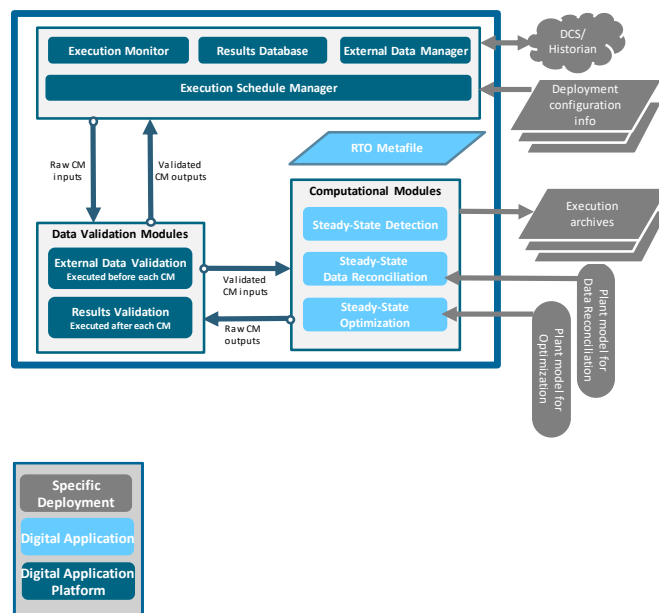 Execution Monitor
Results Database
External Data Manager
DCS/
Historian
Execution Schedule Manager
Deployment
configuration
info
Raw CM
inputs
Validated
CM outputs
RTO Metafile
Data Validation Modules
External Data Validation
Executed before each CM
Results Validation
Executed after each CM
Validated
CM inputs
Raw CM
outputs
Computational Modules
Steady-State Detection
Steady-State
Data Reconciliation
Steady-State
Optimization
Execution
archives
Plant model for
Data Reconciliation
Plant model for
Optimization
Specific
Deployment
Digital Application
Digital Application
Platform